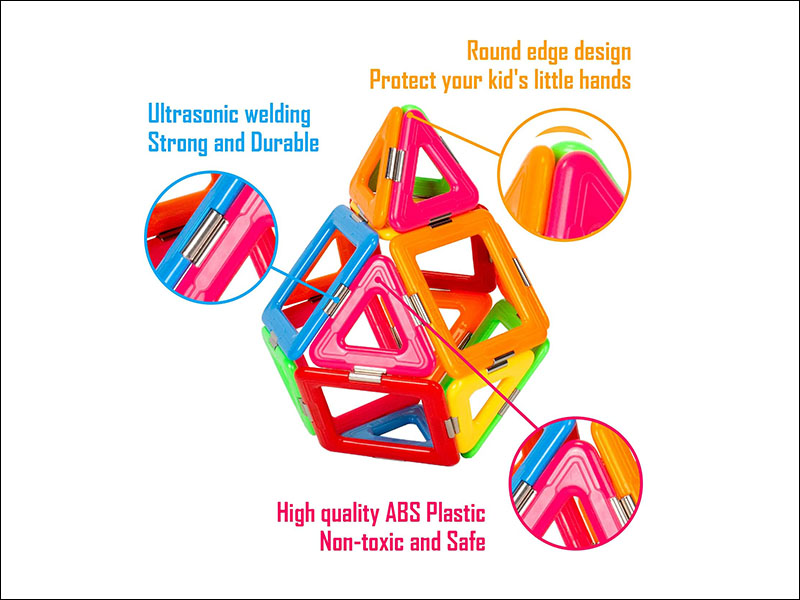 Round edge design
Protect your kid's little hands
Ultrasonic welding
Strong and Durable
High quality ABS Plastic
Non-toxic and Safe